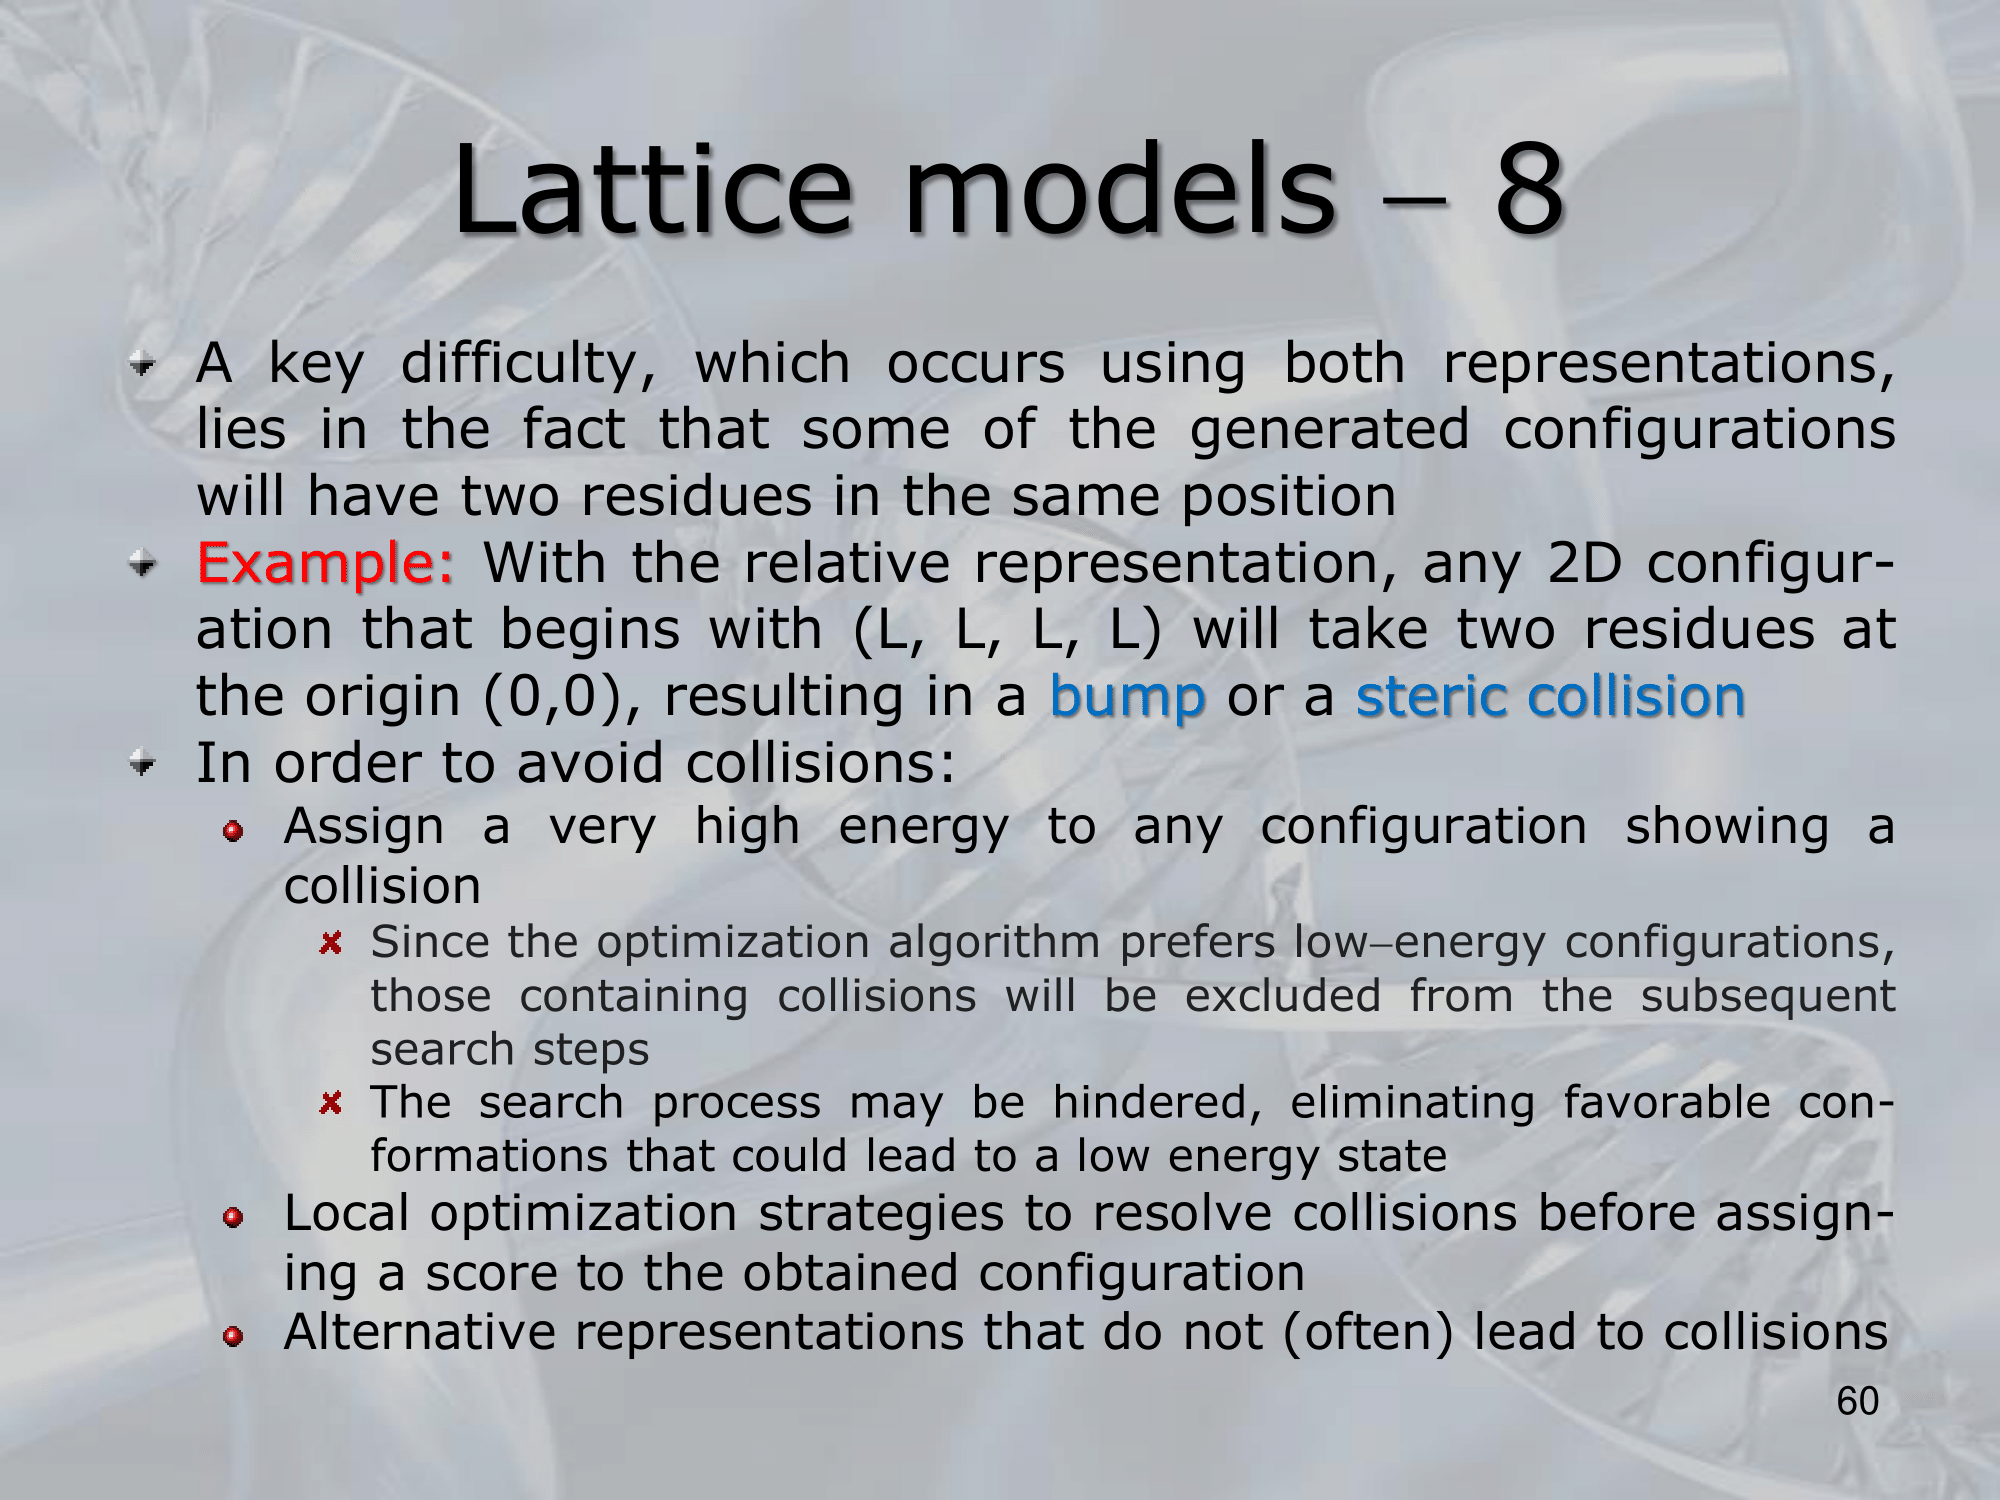 Lattice models – 8
A key difficulty, which occurs using both representations,
lies in the fact that some of the generated configurations
will have two residues in the same position
Example: With the relative representation, any 2D configur-
ation that begins with (L, L, L, L) will take two residues at
the origin (0,0), resulting in a bump or a steric collision
In order to avoid collisions:
Assign a very high energy to any configuration showing a
collision
Since the optimization algorithm prefers low–energy configurations,
those containing collisions will be excluded from the subsequent
search steps
The search process may be hindered, eliminating favorable con-
formations that could lead to a low energy state
Local optimization strategies to resolve collisions before assign-
ing a score to the obtained configuration
Alternative representations that do not (often) lead to collisions
60